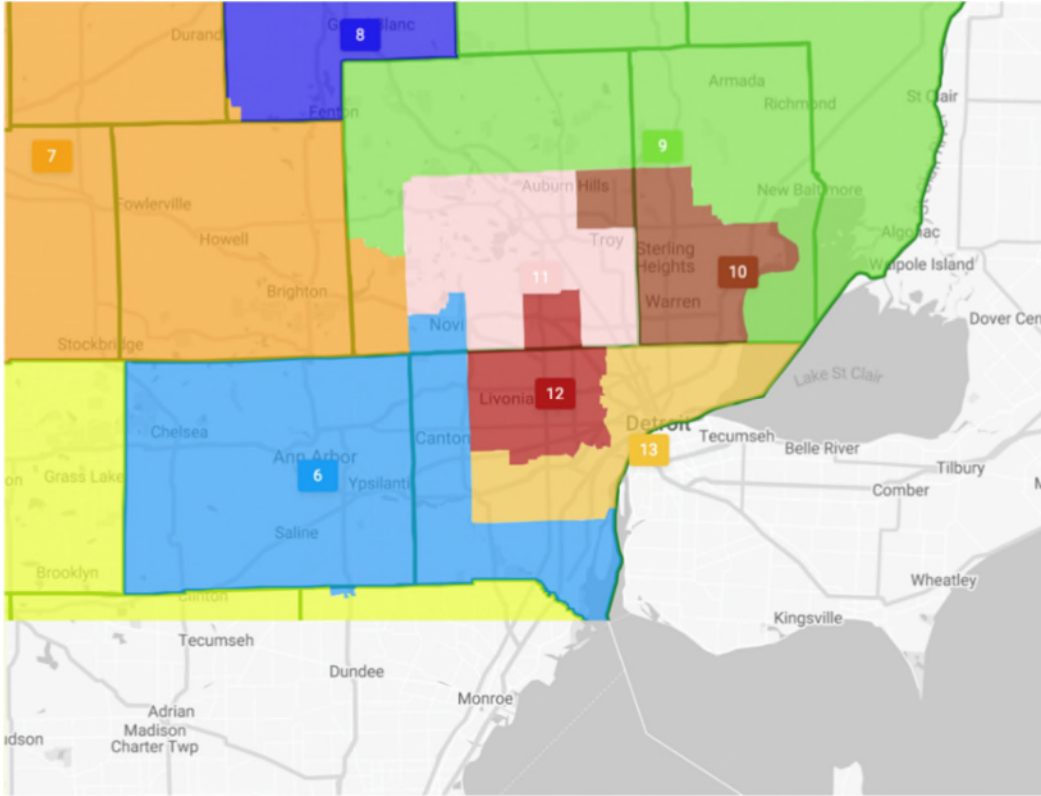 Durand
Grand Blanc
8
Armada
St Clair
Richmond
Fenton
9
7
Auburn Hills
New Baltimore
Fowlerville
Howell
Troy
Algonac
Sterling
Heights
Walpole Island
10
11
Brighton
Warren
Novi
Dover Cen
Stockbridge
Lake St Clair
Livonia
12
Detroit
Chelsea
Canton
Tecumseh
Belle River
13
Ann Arbor
Grass Lake
6
Ypsilanti
Tilbury
Comber
Saline
Brooklyn
Wheatley
Clinton
Kingsville
Tecumseh
Dundee
Monroe
Adrian
Madison
Charter Twp